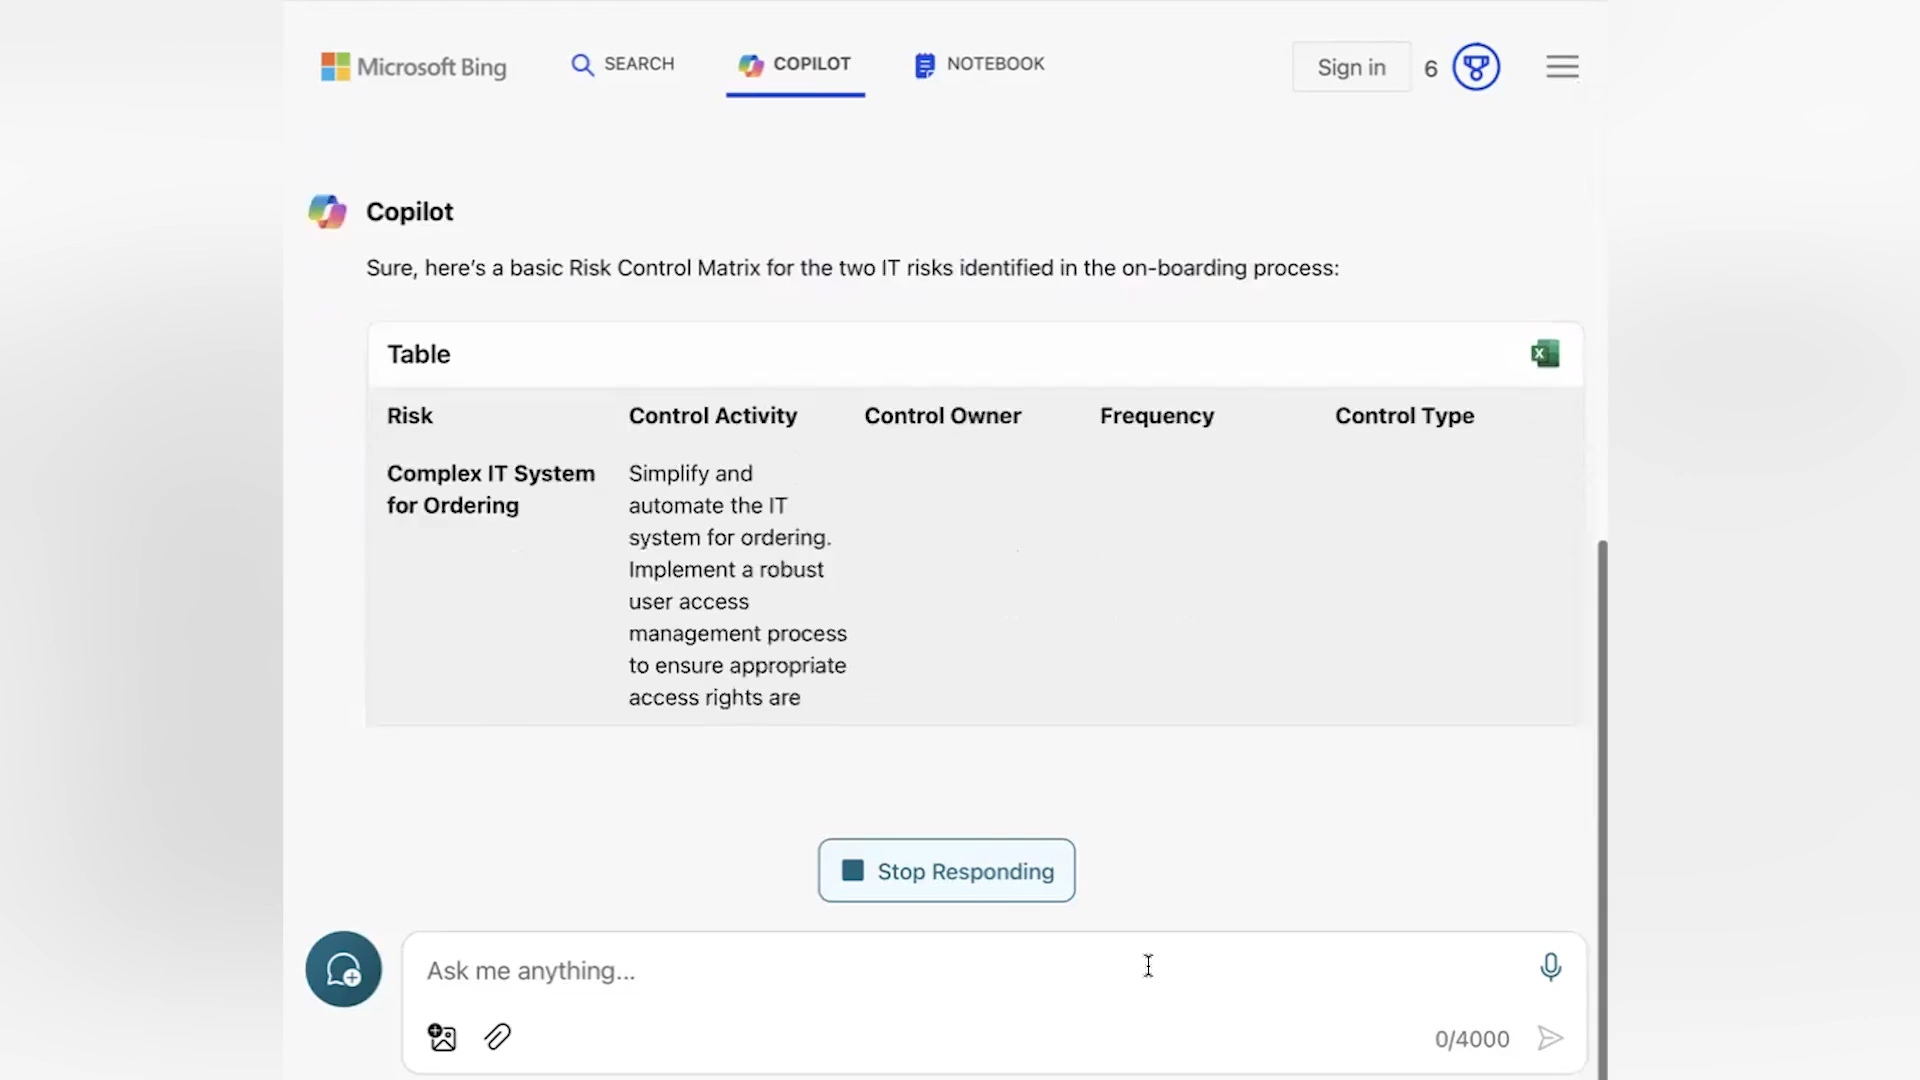 Microsoft Bing
SEARCH
COPILOT
NOTEBOOK
Sign in
6
Copilot
Sure, here's a basic Risk Control Matrix for the two IT risks identified in the on-boarding process:
Table
Risk
Control Activity
Control Owner
Frequency
Control Type
Complex IT System
for Ordering
Simplify and
automate the IT
system for ordering.
Implement a robust
user access
management process
to ensure appropriate
access rights are
Stop Responding
Ask me anything...
0/4000